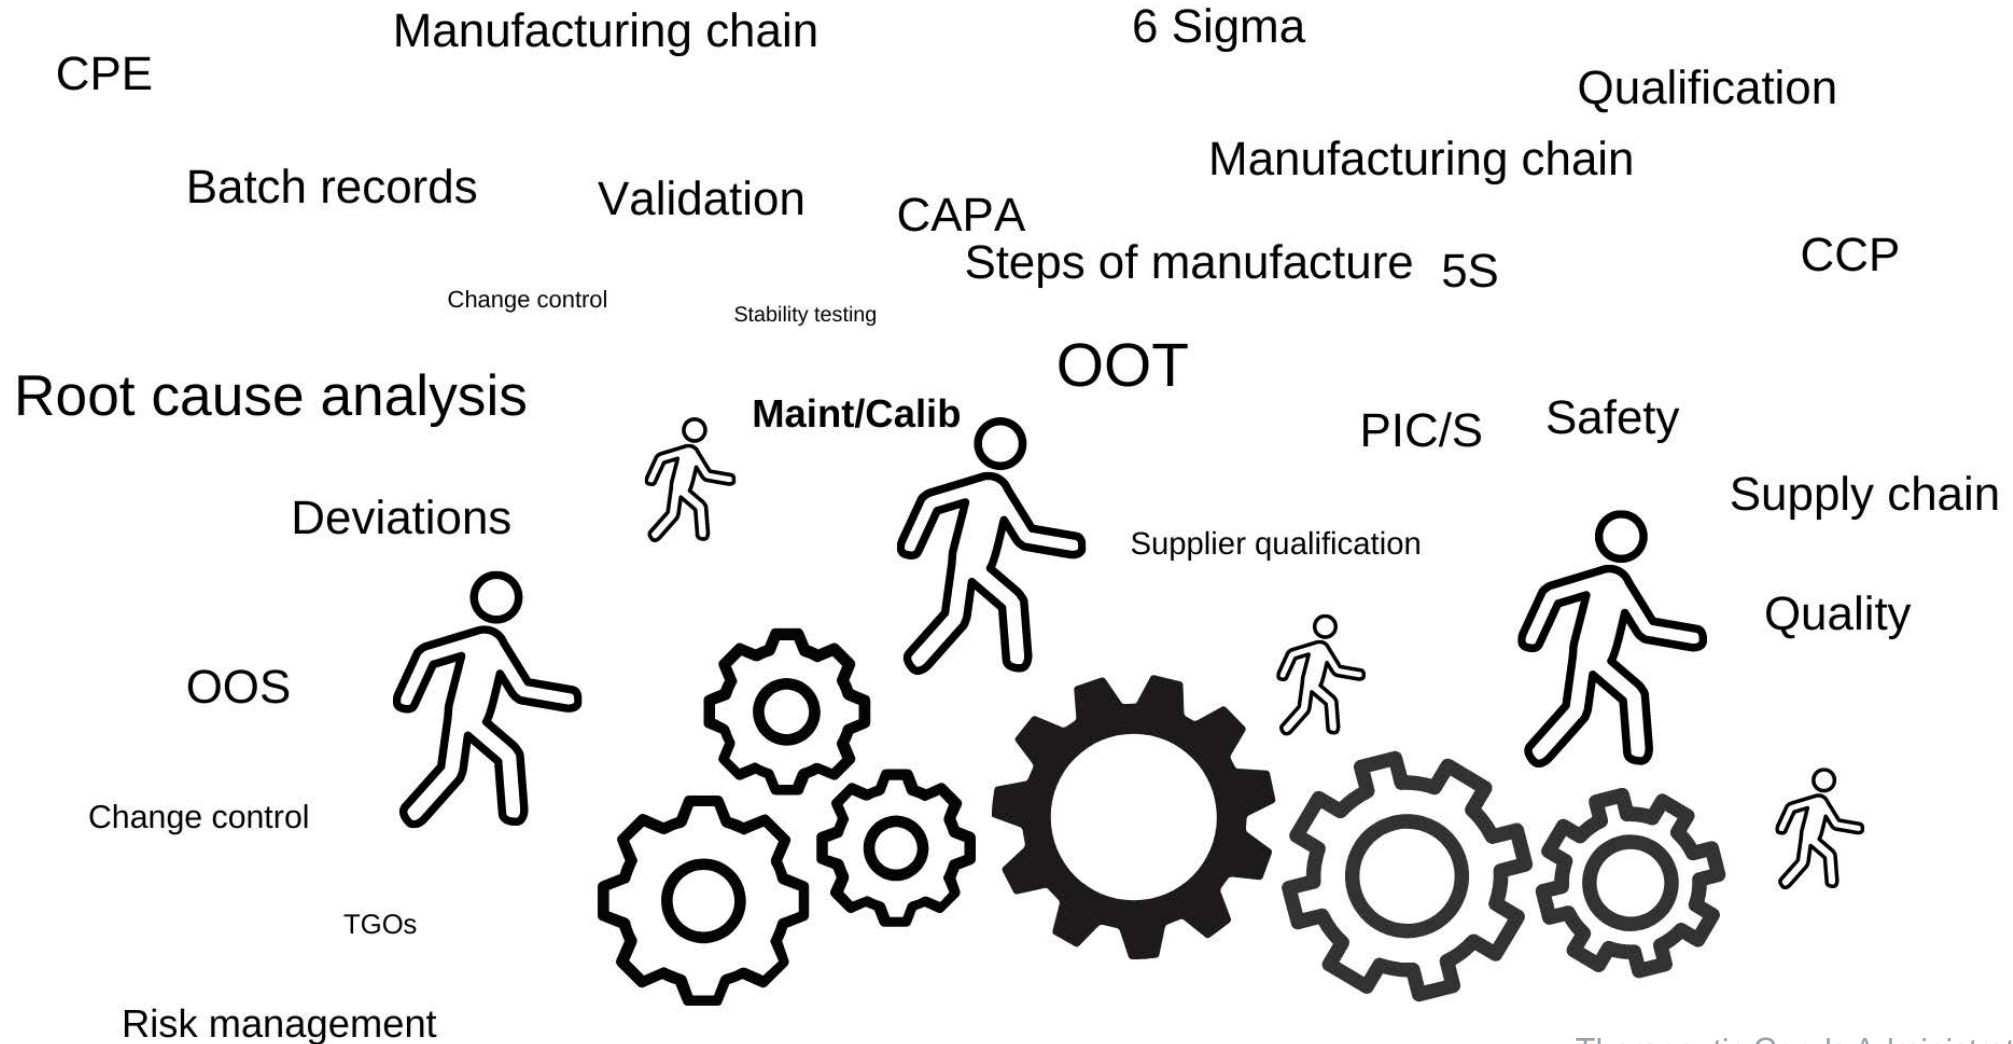 Manufacturing chain
6 Sigma
CPE
Qualification
Manufacturing chain
Batch records
Validation
CAPA
Steps of manufacture
5S
CCP
Change control
Stability testing
OOT
Root cause analysis
Maint/Calib
PIC/S
Safety
Supply chain
Deviations
Supplier qualification
Quality
OOS
Change control
TGOs
Risk management